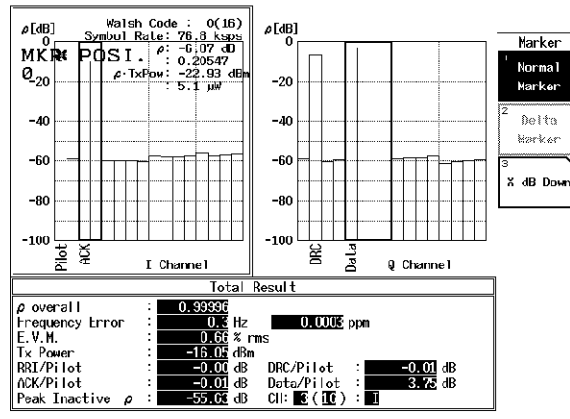 ρ[dB]
Walsh Code : 0(16)
Symbol Rate: 76.8 ksps
ρ: -6.07 dB
: 0.20547
ρ·TxPow: -22.93 dBm
: 5.1 μW
MKR POSI.
0
0
-20
-40
-60
-80
-100
Pilot
ACK
I Channel
ρ[dB]
0
-20
-40
-60
-80
-100
DRC
Data
Q Channel
Marker
1
Normal
Marker
2
Delta
Marker
3
X dB Down
Total Result
ρ overall : 0.99996
Frequency Error : 0.3 Hz 0.0003 ppm
E.V.M. : 0.66 % rms
Tx Power : -16.05 dBm
RRI/Pilot : -0.00 dB DRC/Pilot : -0.01 dB
ACK/Pilot : -0.01 dB Data/Pilot : 3.75 dB
Peak Inactive ρ : -55.63 dB CH: 3(16) : I